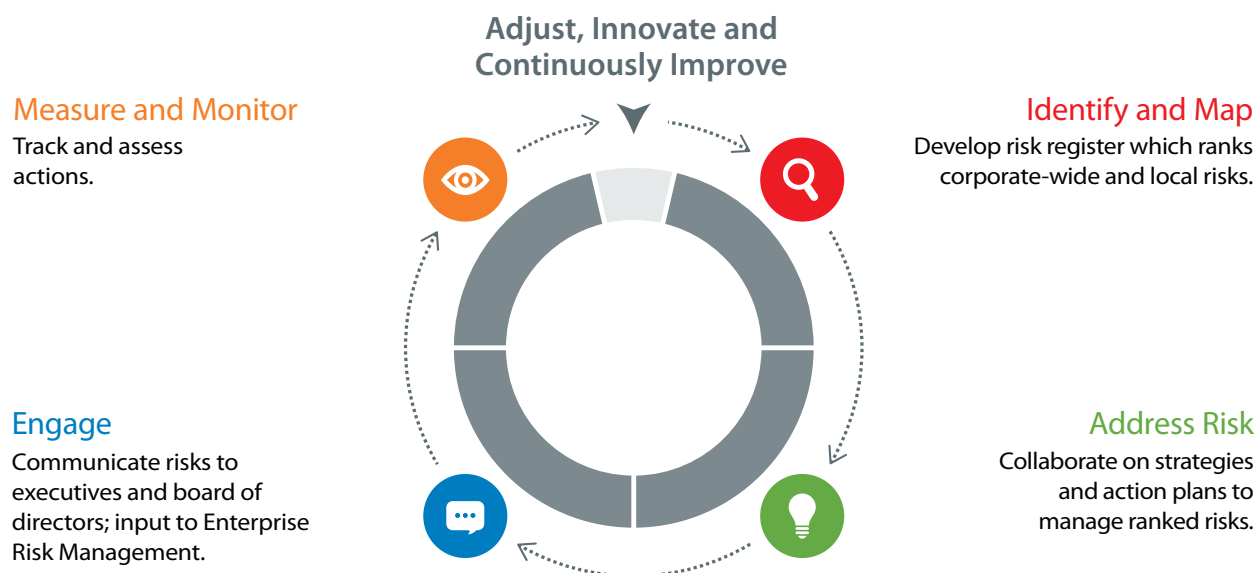 Adjust, Innovate and
Continuously Improve
Measure and Monitor
Track and assess
actions.
Identify and Map
Develop risk register which ranks
corporate-wide and local risks.
Engage
Communicate risks to
executives and board of
directors; input to Enterprise
Risk Management.
Address Risk
Collaborate on strategies
and action plans to
manage ranked risks.